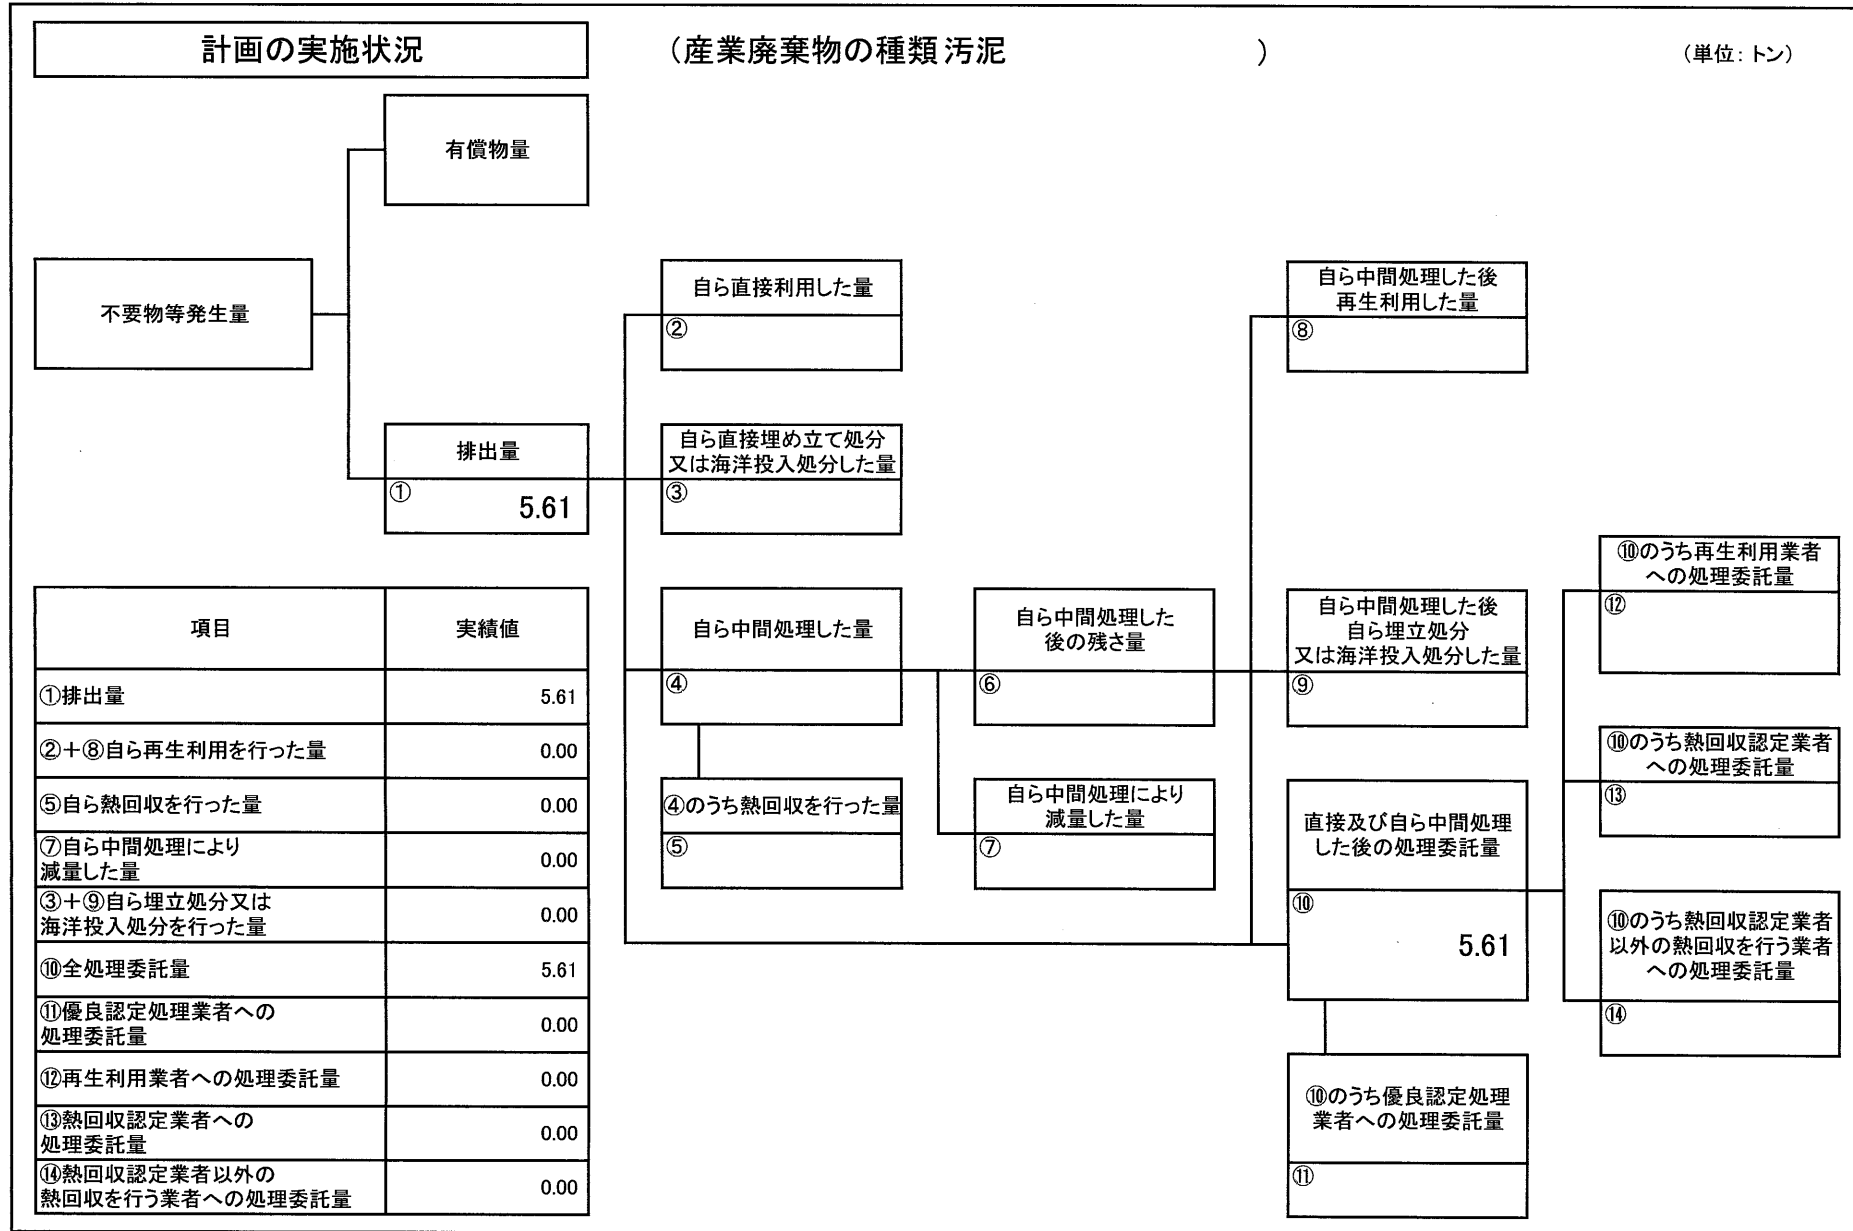 計画の実施状況
(産業廃棄物の種類 汚泥 )
(単位:トン)
有償物量
不要物等発生量
自ら直接利用した量
②
自ら中間処理した後
再生利用した量
⑧
排出量
① 5.61
自ら直接埋め立て処分
又は海洋投入処分した量
③
⑩のうち再生利用業者
への処理委託量
⑫
自ら中間処理した量
④
自ら中間処理した
後の残さ量
⑥
自ら中間処理した後
自ら埋立処分
又は海洋投入処分した量
⑨
⑩のうち熱回収認定業者
への処理委託量
⑬
④のうち熱回収を行った量
⑤
自ら中間処理により
減量した量
⑦
直接及び自ら中間処理
した後の処理委託量
⑩
5.61
⑩のうち熱回収認定業者
以外の熱回収を行う業者
への処理委託量
⑭
⑩のうち優良認定処理
業者への処理委託量
⑪
項目 実績値
①排出量 5.61
②+⑧自ら再生利用を行った量 0.00
⑤自ら熱回収を行った量 0.00
⑦自ら中間処理により
減量した量 0.00
③+⑨自ら埋立処分又は
海洋投入処分を行った量 0.00
⑩全処理委託量 5.61
⑪優良認定処理業者への
処理委託量 0.00
⑫再生利用業者への処理委託量 0.00
⑬熱回収認定業者への
処理委託量 0.00
⑭熱回収認定業者以外の
熱回収を行う業者への処理委託量 0.00